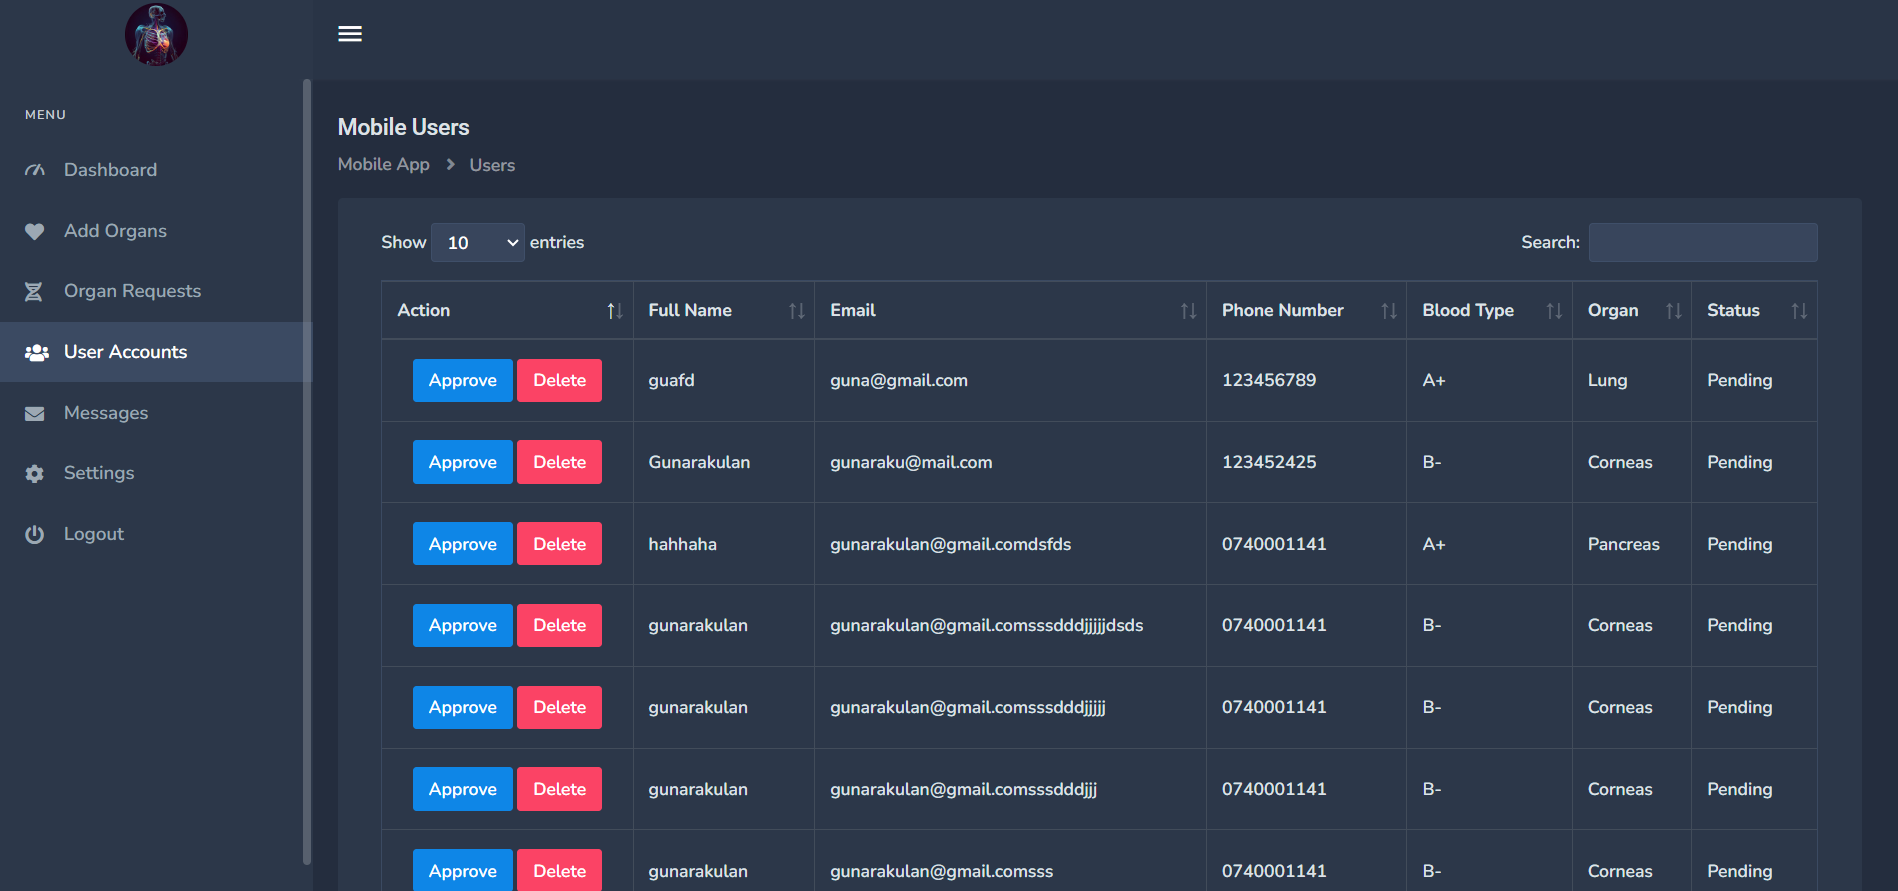 MENU
Dashboard
Add Organs
Organ Requests
User Accounts
Messages
Settings
Logout
Mobile Users
Mobile App Users
Show 10 entries Search:
Action Full Name Email Phone Number Blood Type Organ Status
Approve Delete guafd guna@gmail.com 123456789 A+ Lung Pending
Approve Delete Gunarakulan gunaraku@mail.com 123452425 B- Corneas Pending
Approve Delete hahhaha gunarakulan@gmail.comdsfds 0740001141 A+ Pancreas Pending
Approve Delete gunarakulan gunarakulan@gmail.comsssdddjjjjjdsds 0740001141 B- Corneas Pending
Approve Delete gunarakulan gunarakulan@gmail.comsssdddjjjjj 0740001141 B- Corneas Pending
Approve Delete gunarakulan gunarakulan@gmail.comsssdddjjj 0740001141 B- Corneas Pending
Approve Delete gunarakulan gunarakulan@gmail.comsss 0740001141 B- Corneas Pending